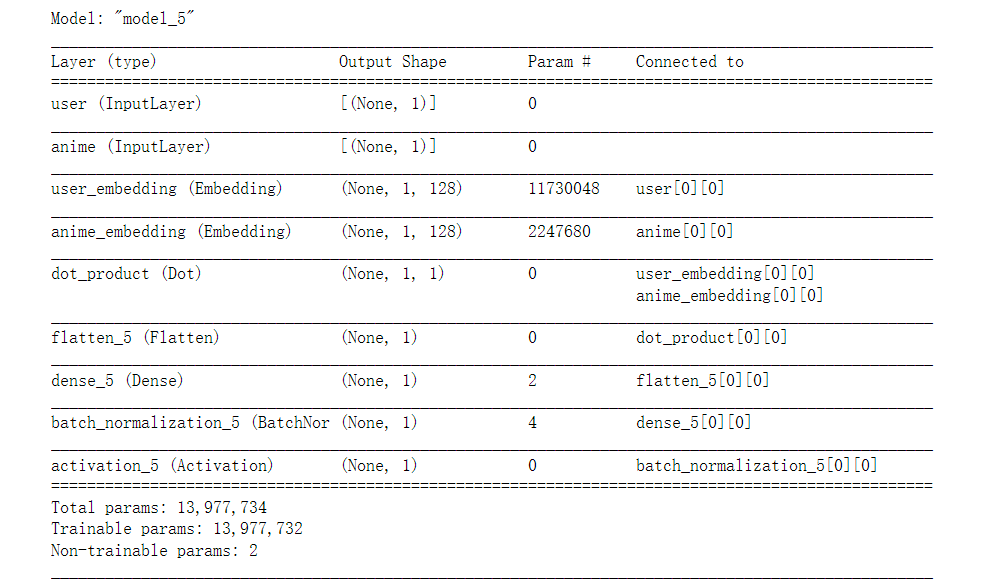 Model: "model_5"
Layer (type) Output Shape Param # Connected to
user (InputLayer) [(None, 1)] 0
anime (InputLayer) [(None, 1)] 0
user_embedding (Embedding) (None, 1, 128) 11730048 user[0][0]
anime_embedding (Embedding) (None, 1, 128) 2247680 anime[0][0]
dot_product (Dot) (None, 1, 1) 0 user_embedding[0][0]
anime_embedding[0][0]
flatten_5 (Flatten) (None, 1) 0 dot_product[0][0]
dense_5 (Dense) (None, 1) 2 flatten_5[0][0]
batch_normalization_5 (BatchNor (None, 1) 4 dense_5[0][0]
activation_5 (Activation) (None, 1) 0 batch_normalization_5[0][0]
Total params: 13,977,734
Trainable params: 13,977,732
Non-trainable params: 2